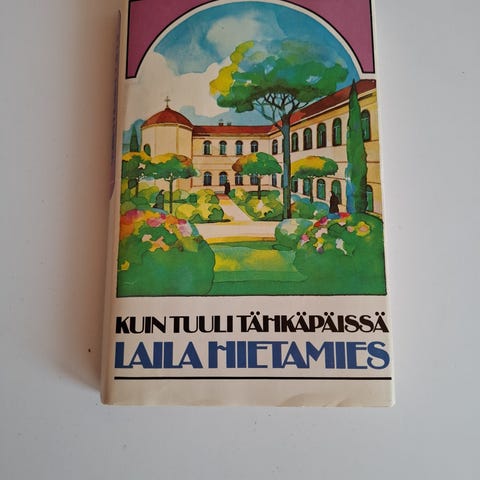 KUIN TUULI TÄHKÄPÄISSÄ
LAILA HIETAMIES